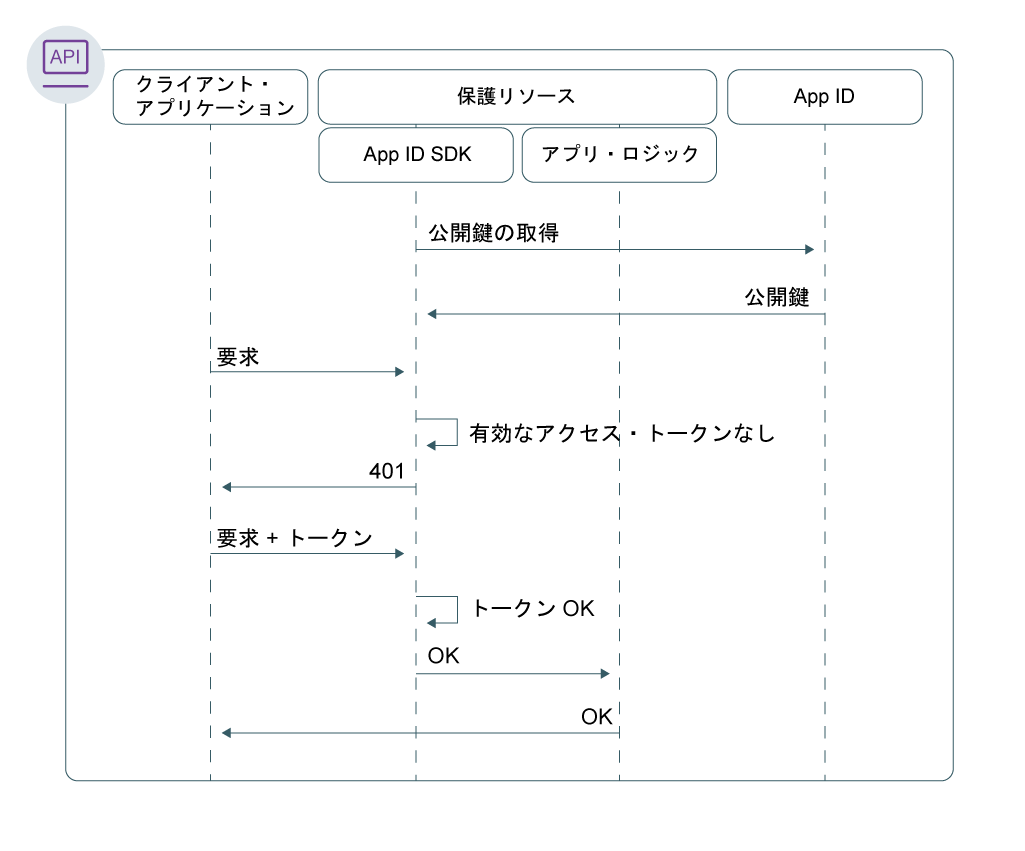 API
クライアント・
アプリケーション
保護リソース
App ID
App ID SDK
アプリ・ロジック
公開鍵の取得
公開鍵
要求
有効なアクセス・トークンなし
401
要求 + トークン
トークン OK
OK
OK